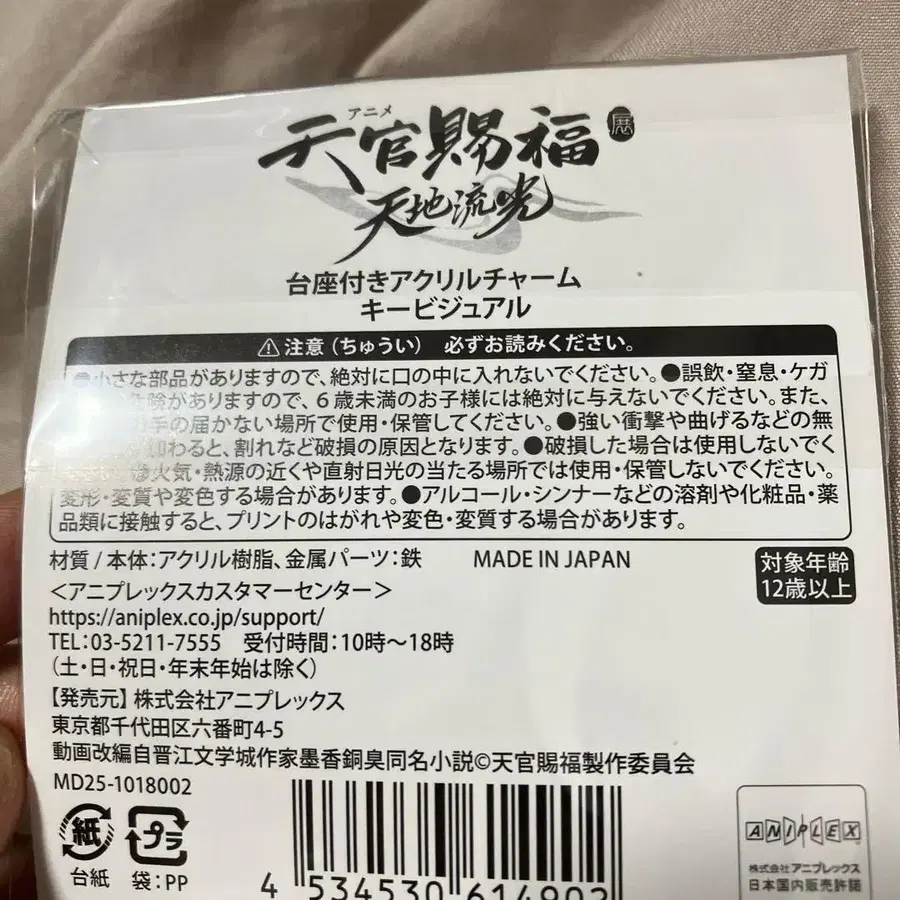 アニメ
天官賜福 展
天地流光
台座付きアクリルチャーム
キービジュアル
⚠注意(ちゅうい) 必ずお読みください。
●小さな部品がありますので、絶対に口の中に入れないでください。●誤飲・窒息・ケガ
危険がありますので、6歳未満のお子様には絶対に与えないでください。また、
手の届かない場所で使用・保管してください。●強い衝撃や曲げるなどの無
加わると、割れなど破損の原因となります。●破損した場合は使用しないでく
●火気・熱源の近くや直射日光の当たる場所では使用・保管しないでください。
変形・変質や変色する場合があります。●アルコール・シンナーなどの溶剤や化粧品・薬
品類に接触すると、プリントのはがれや変色・変質する場合があります。
材質 / 本体:アクリル樹脂、金属パーツ:鉄 MADE IN JAPAN
対象年齢
12歳以上
<アニプレックスカスタマーセンター>
https://aniplex.co.jp/support/
TEL:03-5211-7555 受付時間:10時～18時
(土・日・祝日・年末年始は除く)
【発売元】株式会社アニプレックス
東京都千代田区六番町4-5
動画改編自晋江文学城作家墨香銅臭同名小説©天官賜福製作委員会
MD25-1018002
紙
台紙
プラ
袋:PP
4 534530 614902
ANIPLEX
株式会社アニプレックス
日本国内販売許諾